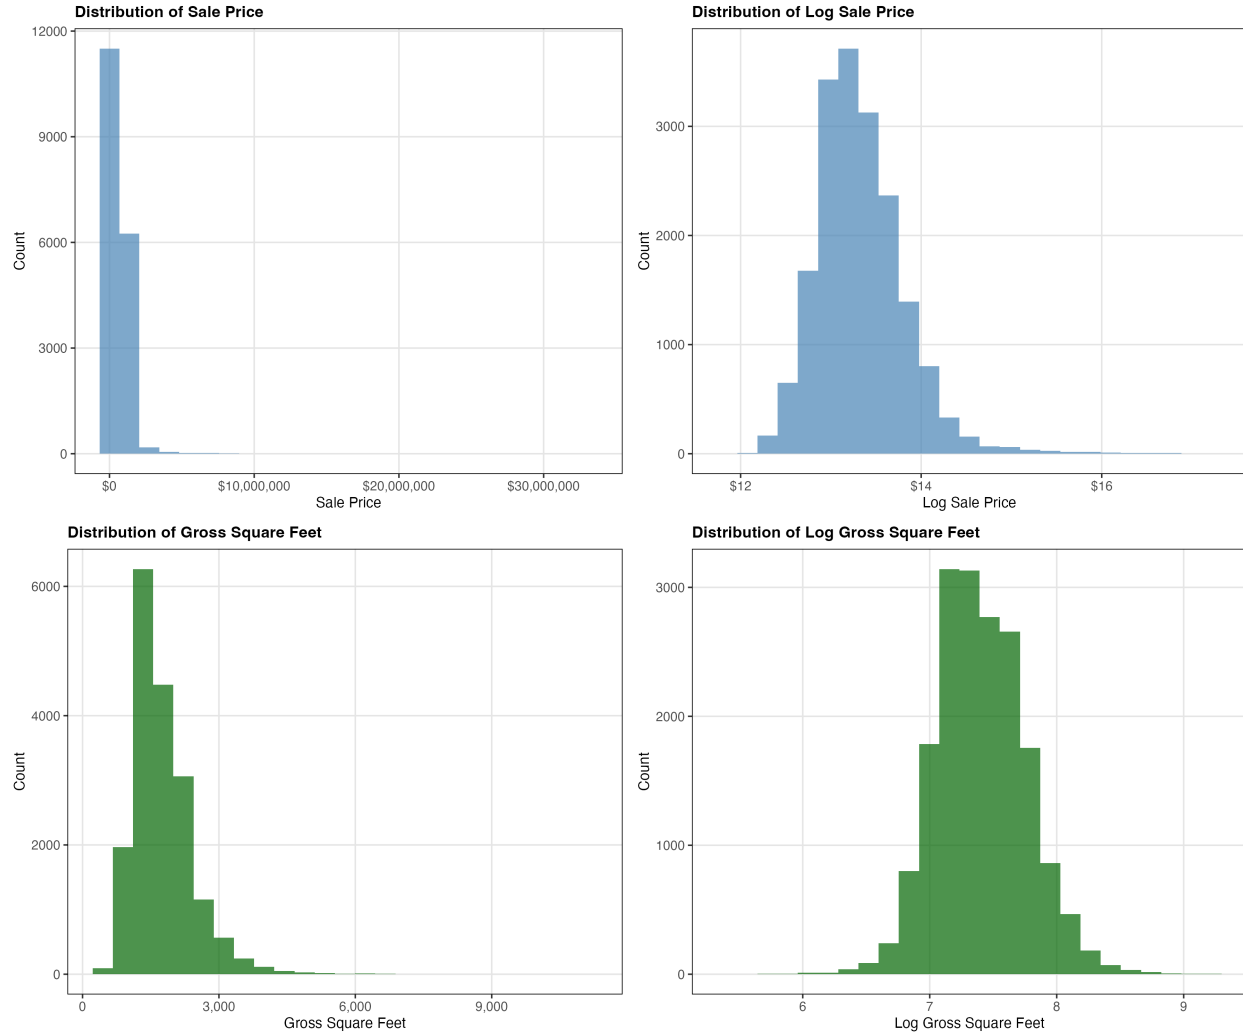 Distribution of Sale Price
12000
9000
6000
3000
0
Count
$0 $10,000,000 $20,000,000 $30,000,000
Sale Price
Distribution of Log Sale Price
3000
2000
1000
0
Count
$12 $14 $16
Log Sale Price
Distribution of Gross Square Feet
6000
4000
2000
0
Count
0 3,000 6,000 9,000
Gross Square Feet
Distribution of Log Gross Square Feet
3000
2000
1000
0
Count
6 7 8 9
Log Gross Square Feet